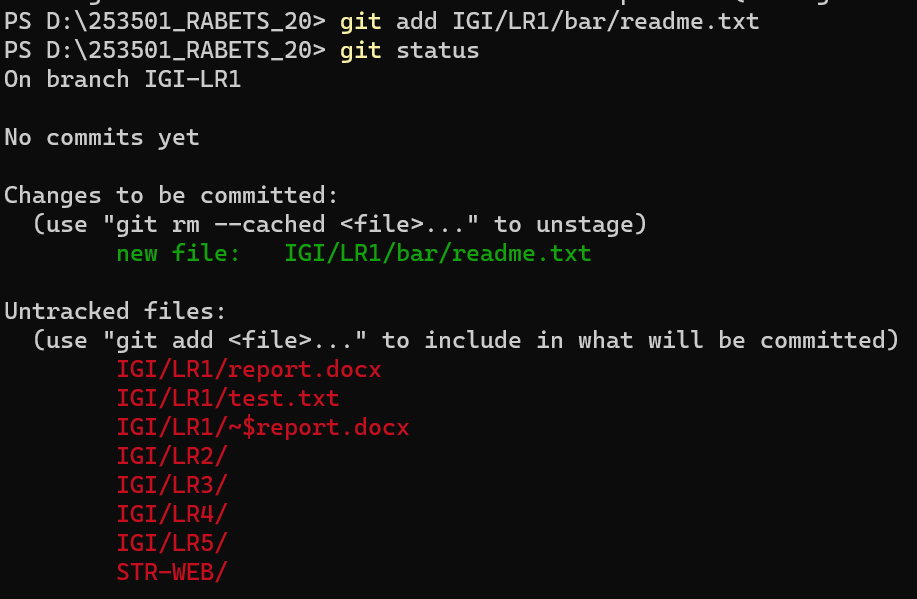 PS D:\253501_RABETS_20> git add IGI/LR1/bar/readme.txt
PS D:\253501_RABETS_20> git status
On branch IGI-LR1

No commits yet

Changes to be committed:
  (use "git rm --cached <file>..." to unstage)
        new file:   IGI/LR1/bar/readme.txt

Untracked files:
  (use "git add <file>..." to include in what will be committed)
        IGI/LR1/report.docx
        IGI/LR1/test.txt
        IGI/LR1/~$report.docx
        IGI/LR2/
        IGI/LR3/
        IGI/LR4/
        IGI/LR5/
        STR-WEB/